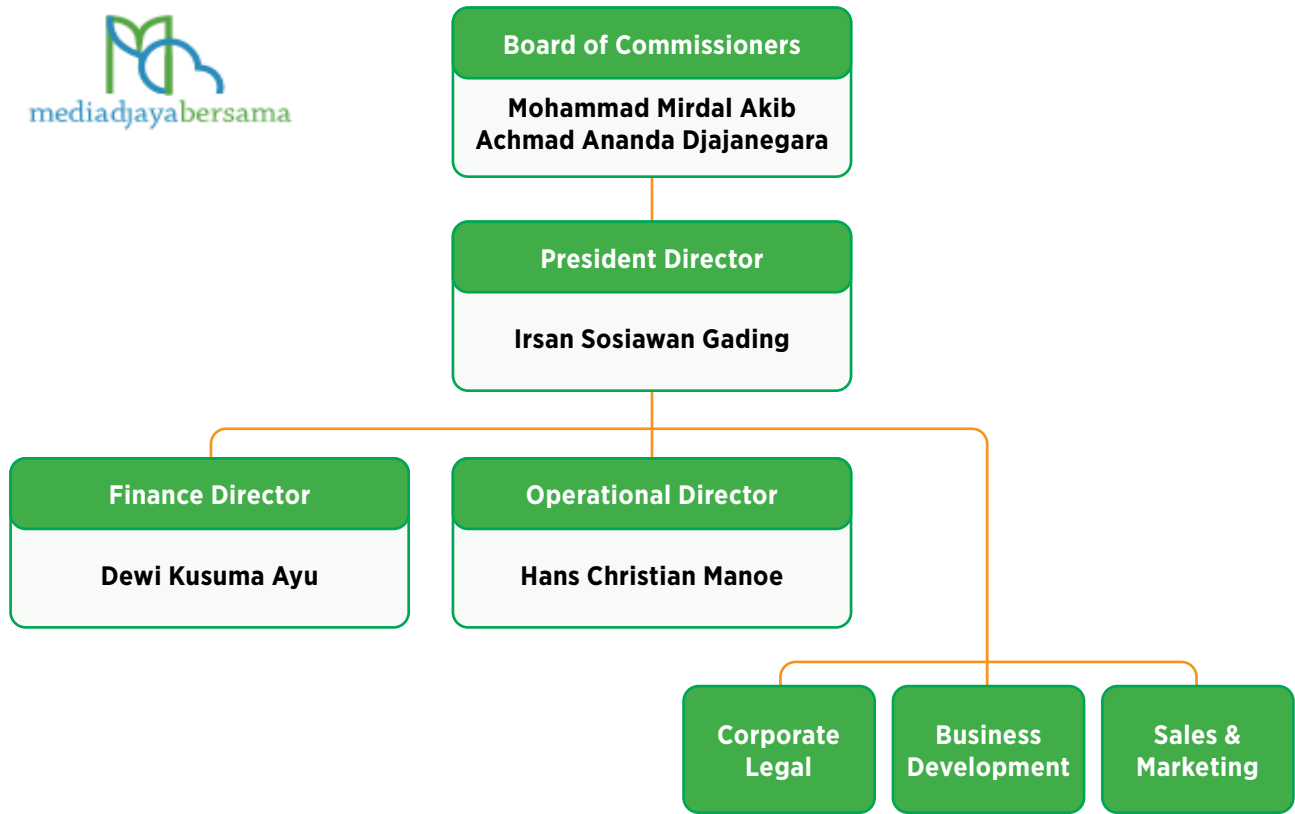 mediadjayabersama
Board of Commissioners
Mohammad Mirdal Akib
Achmad Ananda Djajanegara
President Director
Irsan Sosiawan Gading
Finance Director
Dewi Kusuma Ayu
Operational Director
Hans Christian Manoe
Corporate
Legal
Business
Development
Sales &
Marketing